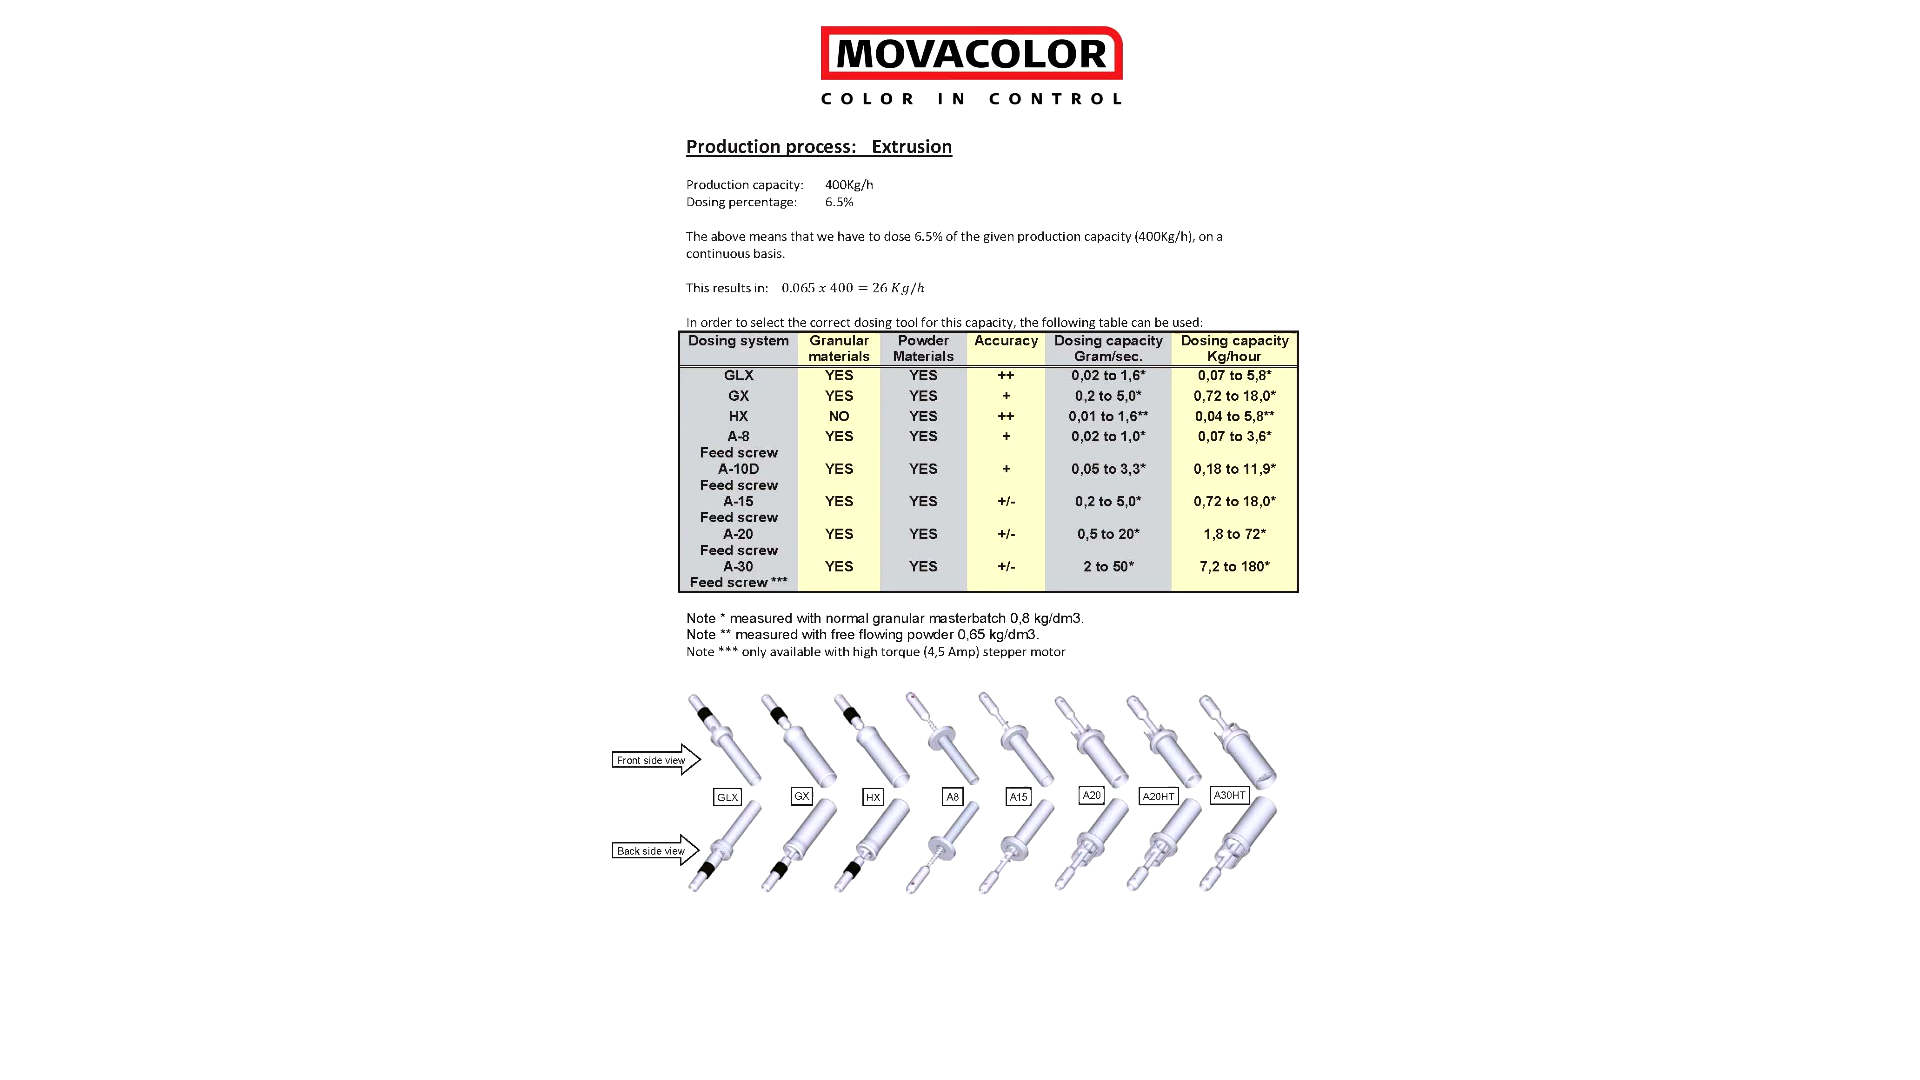 MOVACOLOR
COLOR IN CONTROL
Production process: Extrusion
Production capacity: 400Kg/h
Dosing percentage: 6.5%
The above means that we have to dose 6.5% of the given production capacity (400Kg/h), on a
continuous basis.
This results in: 0.065 x 400 = 26 Kg/h
In order to select the correct dosing tool for this capacity, the following table can be used:
Dosing system Granular materials Powder Materials Accuracy Dosing capacity Gram/sec. Dosing capacity Kg/hour
GLX YES YES ++ 0,02 to 1,6* 0,07 to 5,8*
GX YES YES + 0,2 to 5,0* 0,72 to 18,0*
HX NO YES ++ 0,01 to 1,6** 0,04 to 5,8**
A-8 YES YES + 0,02 to 1,0* 0,07 to 3,6*
Feed screw
A-10D YES YES + 0,05 to 3,3* 0,18 to 11,9*
Feed screw
A-15 YES YES +/- 0,2 to 5,0* 0,72 to 18,0*
Feed screw
A-20 YES YES +/- 0,5 to 20* 1,8 to 72*
Feed screw
A-30 YES YES +/- 2 to 50* 7,2 to 180*
Feed screw ***
Note * measured with normal granular masterbatch 0,8 kg/dm3.
Note ** measured with free flowing powder 0,65 kg/dm3.
Note *** only available with high torque (4,5 Amp) stepper motor
Front side view
GLX GX HX A8 A15 A20 A20HT A30HT
Back side view